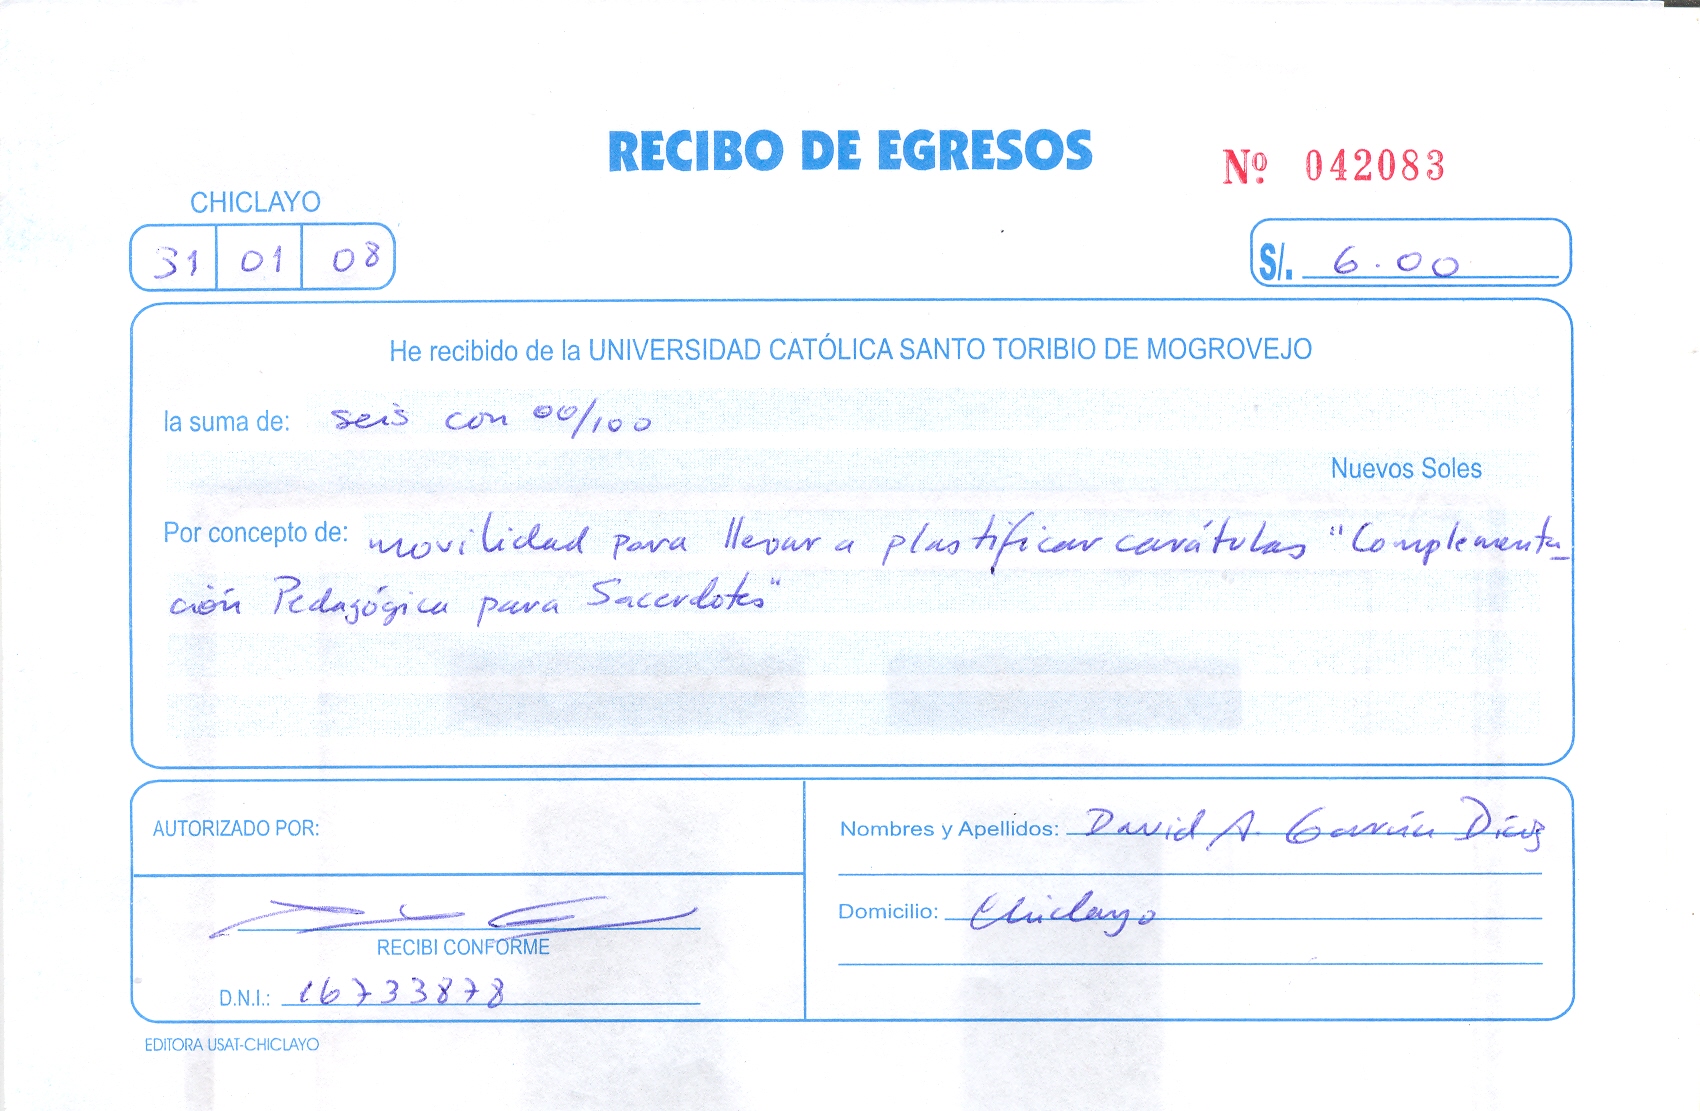 RECIBO DE EGRESOS
Nº 042083
CHICLAYO
31 01 08
S/. 6.00
He recibido de la UNIVERSIDAD CATÓLICA SANTO TORIBIO DE MOGROVEJO
la suma de: seis con 00/100
Nuevos Soles
Por concepto de: movilidad para llevar a plastificar carátulas "Complementa_
ción Pedagógica para Sacerdotes"
AUTORIZADO POR:
Nombres y Apellidos: David A. García Díaz
Domicilio: Chiclayo
RECIBI CONFORME
D.N.I.: 16733878
EDITORA USAT-CHICLAYO